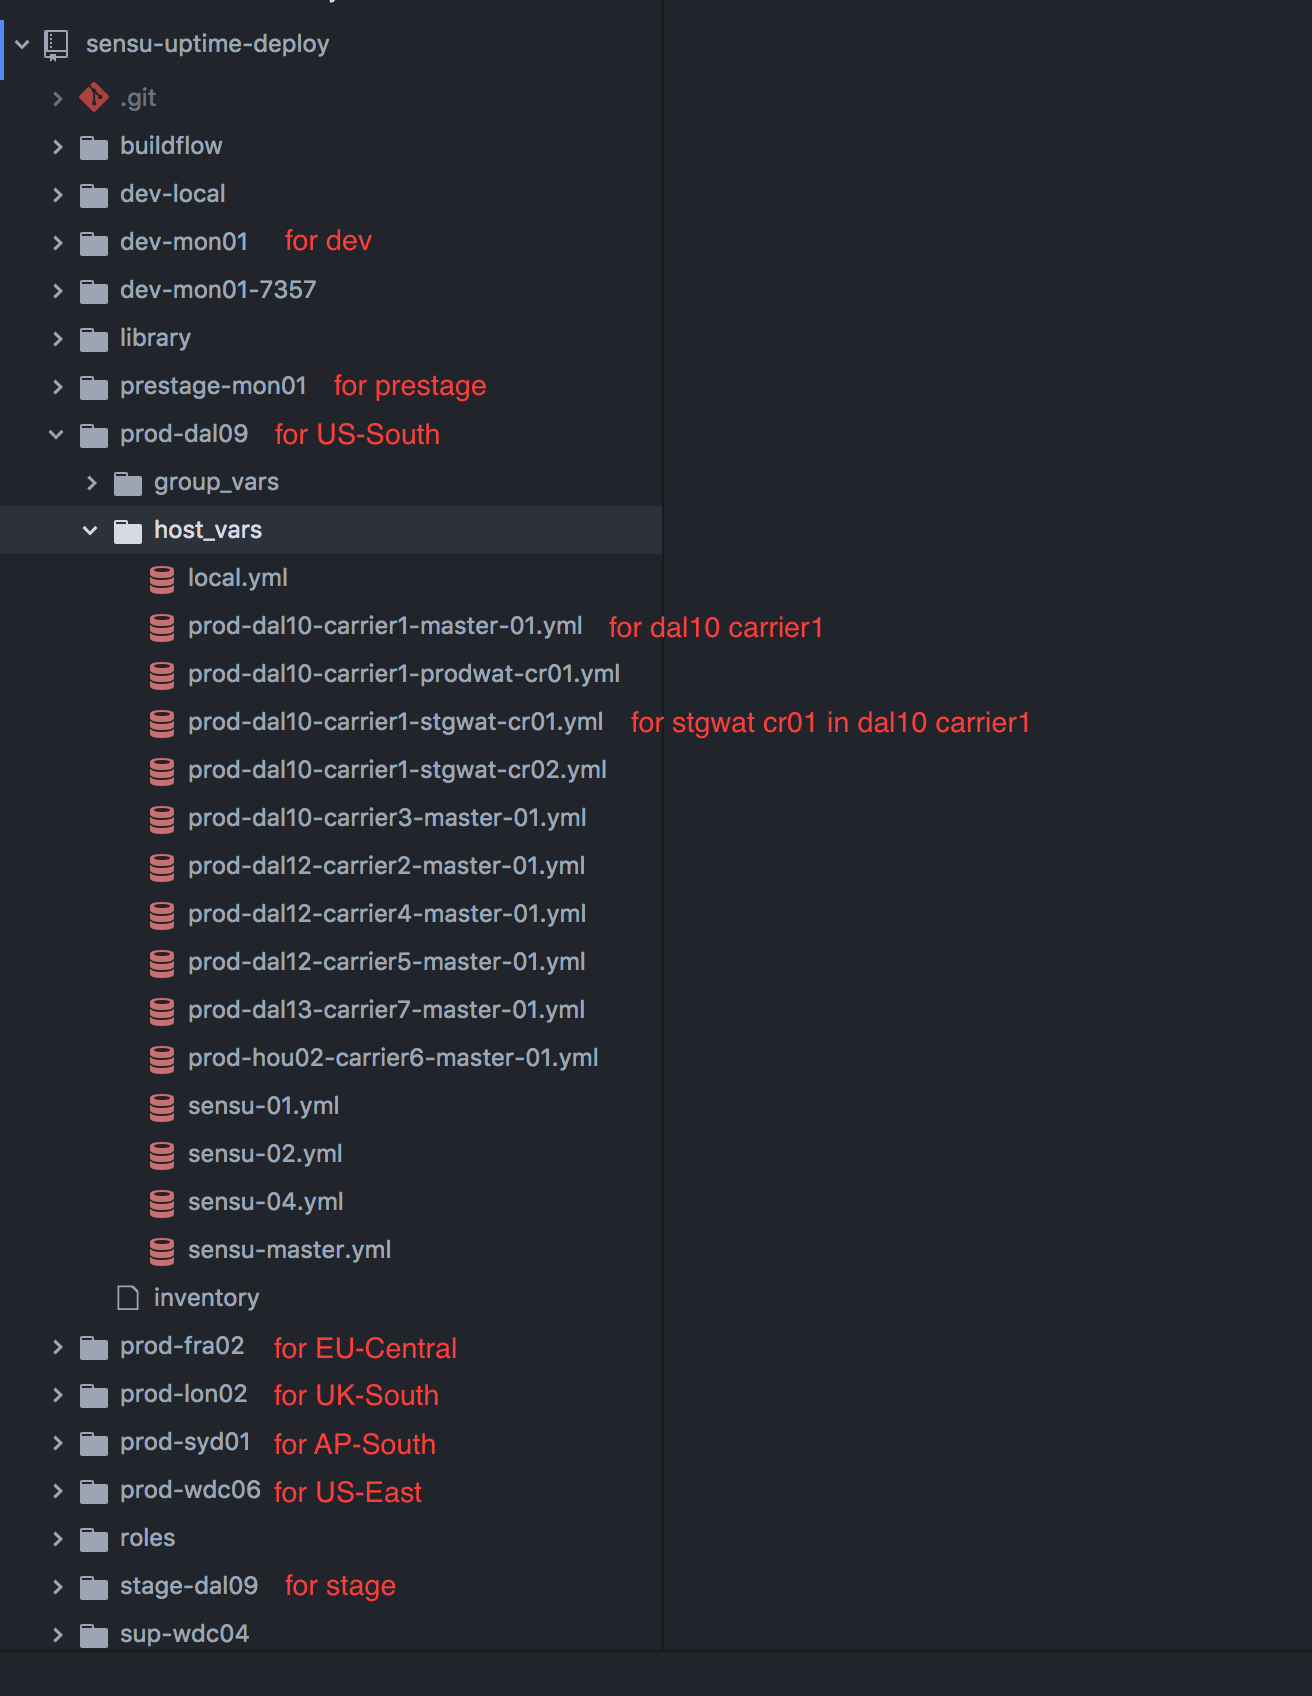 sensu-uptime-deploy
.git
buildflow
dev-local
dev-mon01 for dev
dev-mon01-7357
library
prestage-mon01 for prestage
prod-dal09 for US-South
group_vars
host_vars
local.yml
prod-dal10-carrier1-master-01.yml for dal10 carrier1
prod-dal10-carrier1-prodwat-cr01.yml
prod-dal10-carrier1-stgwat-cr01.yml for stgwat cr01 in dal10 carrier1
prod-dal10-carrier1-stgwat-cr02.yml
prod-dal10-carrier3-master-01.yml
prod-dal12-carrier2-master-01.yml
prod-dal12-carrier4-master-01.yml
prod-dal12-carrier5-master-01.yml
prod-dal13-carrier7-master-01.yml
prod-hou02-carrier6-master-01.yml
sensu-01.yml
sensu-02.yml
sensu-04.yml
sensu-master.yml
inventory
prod-fra02 for EU-Central
prod-lon02 for UK-South
prod-syd01 for AP-South
prod-wdc06 for US-East
roles
stage-dal09 for stage
sup-wdc04